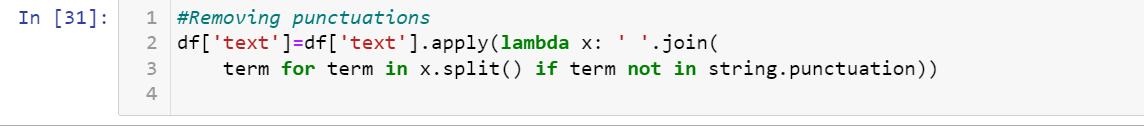 In [31]:
1 #Removing punctuations
2 df['text']=df['text'].apply(lambda x: ' '.join(
3     term for term in x.split() if term not in string.punctuation))
4